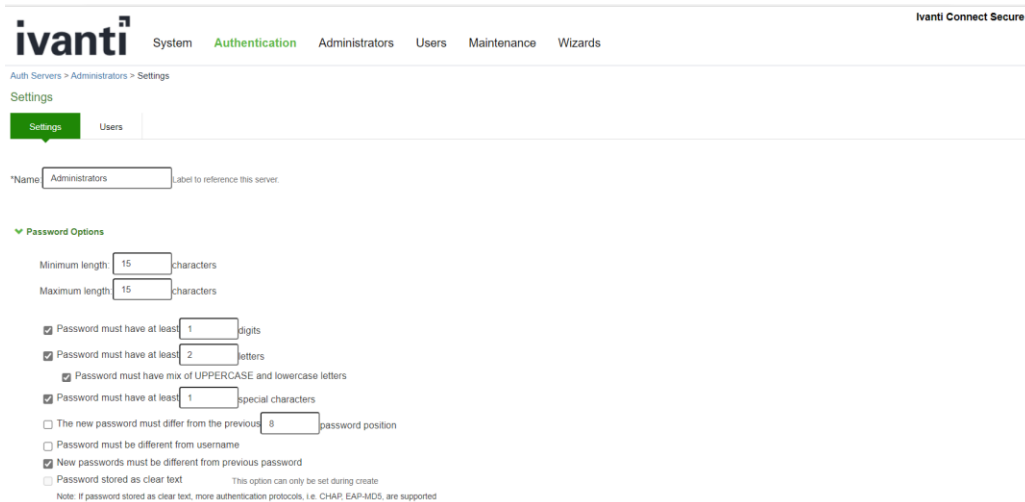 Ivanti Connect Secure
ivanti
System Authentication Administrators Users Maintenance Wizards
Auth Servers > Administrators > Settings
Settings
Settings Users
*Name: Administrators Label to reference this server.
Password Options
Minimum length: 15 characters
Maximum length: 15 characters
Password must have at least 1 digits
Password must have at least 2 letters
Password must have mix of UPPERCASE and lowercase letters
Password must have at least 1 special characters
The new password must differ from the previous 8 password position
Password must be different from username
New passwords must be different from previous password
Password stored as clear text This option can only be set during create
Note: If password stored as clear text, more authentication protocols, i.e. CHAP, EAP-MD5, are supported